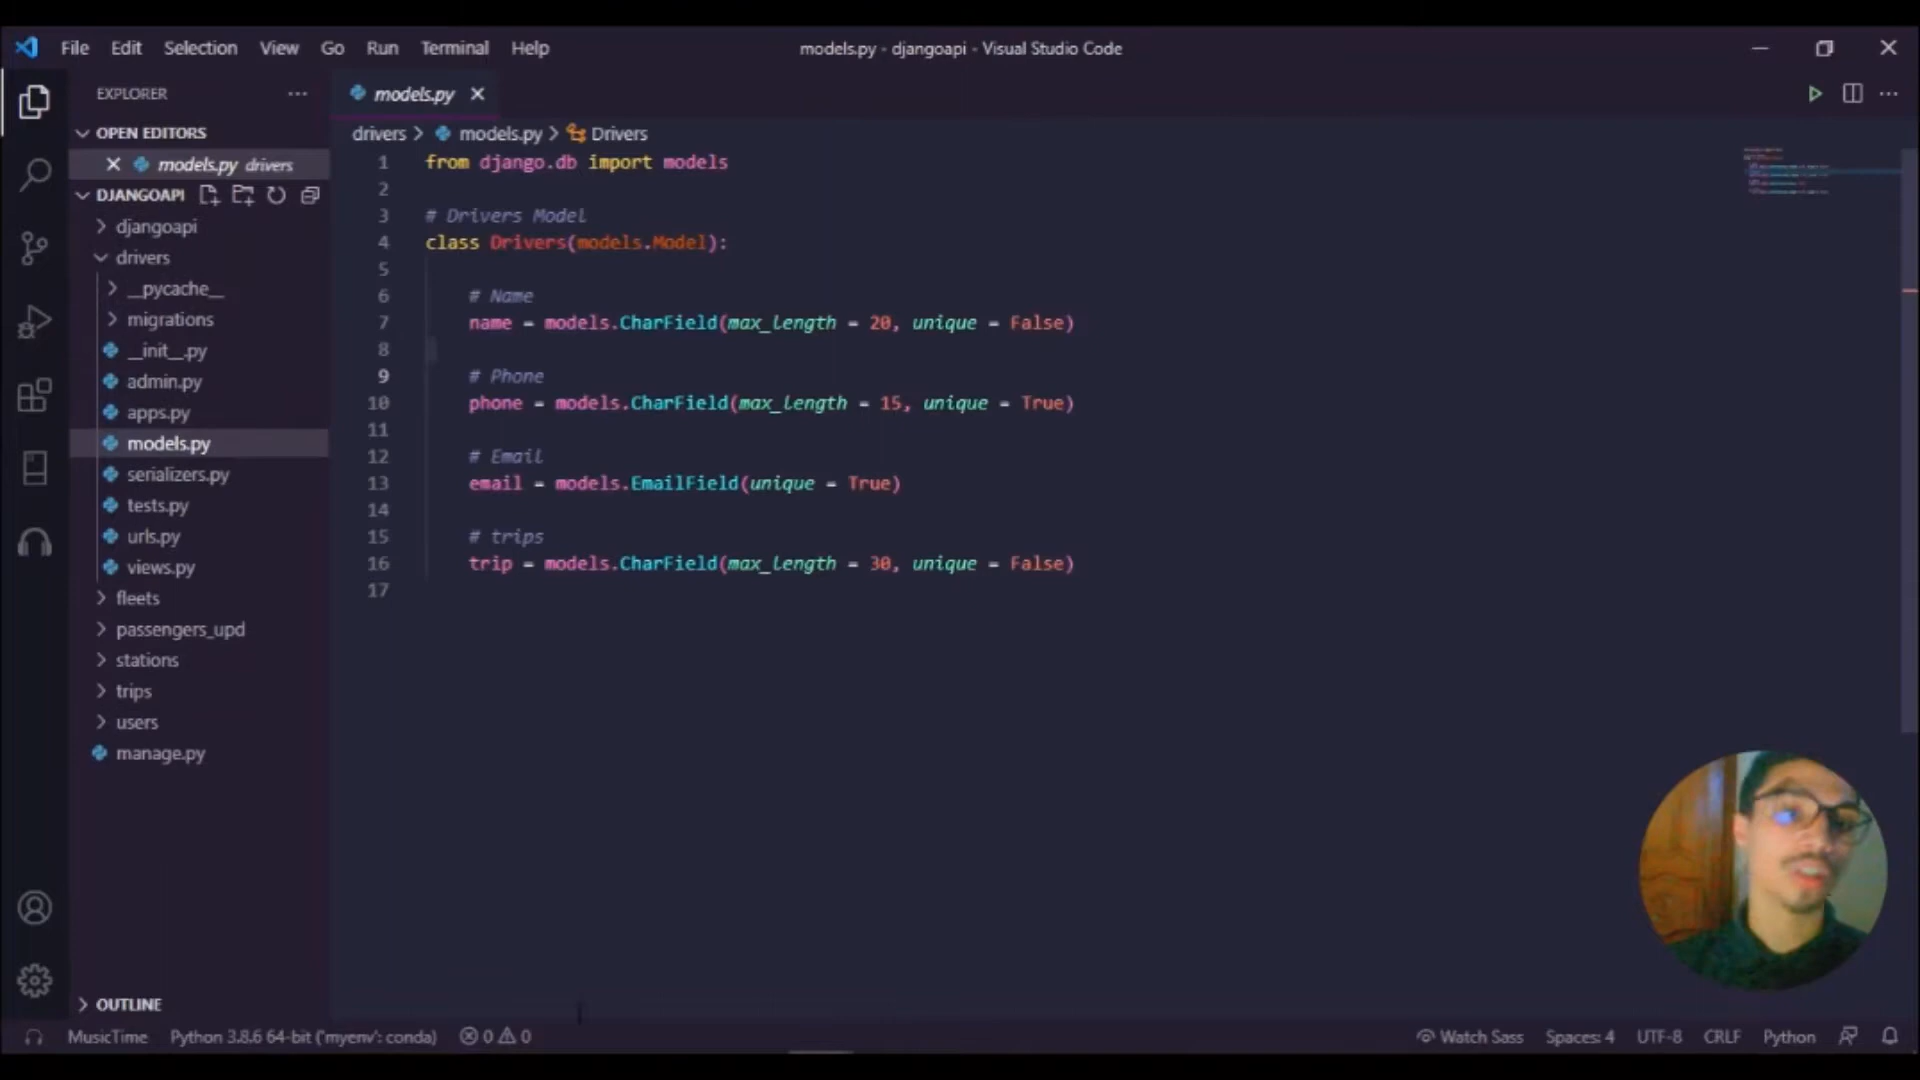 File Edit Selection View Go Run Terminal Help
models.py - djangoapi - Visual Studio Code
EXPLORER
OPEN EDITORS
models.py drivers
DJANGOAPI
djangoapi
drivers
__pycache__
migrations
__init__.py
admin.py
apps.py
models.py
serializers.py
tests.py
urls.py
views.py
fleets
passengers_upd
stations
trips
users
manage.py
OUTLINE
models.py
drivers > models.py > Drivers
1 from django.db import models
2
3 # Drivers Model
4 class Drivers(models.Model):
5
6 # Name
7 name = models.CharField(max_length = 20, unique = False)
8
9 # Phone
10 phone = models.CharField(max_length = 15, unique = True)
11
12 # Email
13 email = models.EmailField(unique = True)
14
15 # trips
16 trip = models.CharField(max_length = 30, unique = False)
17
MusicTime Python 3.8.6 64-bit ('myenv': conda) 0 0 Watch Sass Spaces: 4 UTF-8 CRLF Python